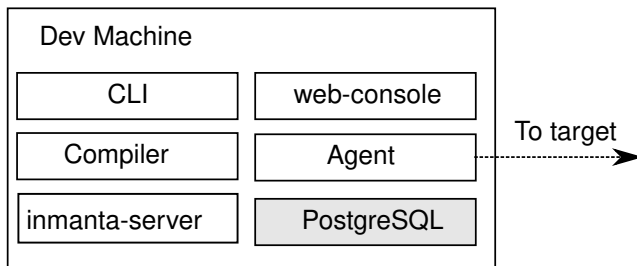 Dev Machine
CLI
web-console
Compiler
Agent
To target
inmanta-server
PostgreSQL